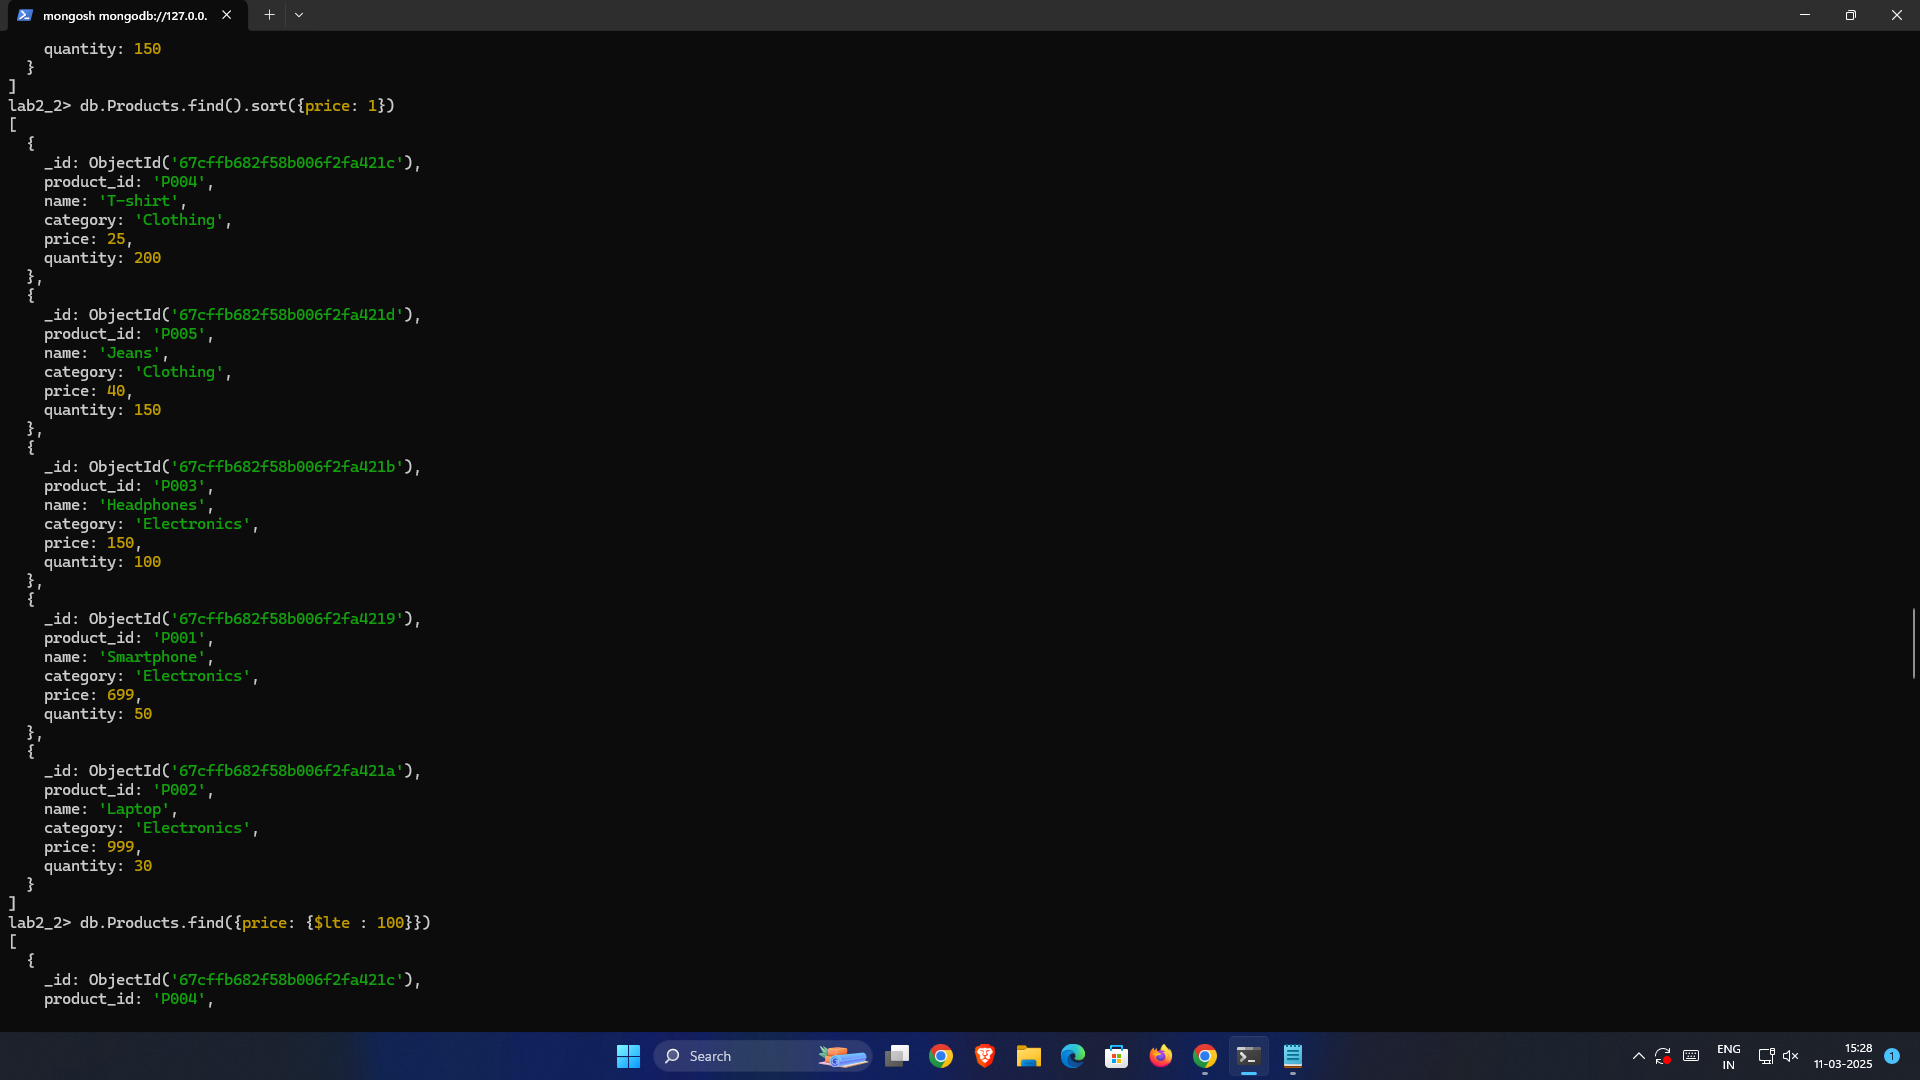 mongosh mongodb://127.0.0.
quantity: 150
}
]
lab2_2> db.Products.find().sort({price: 1})
[
{
_id: ObjectId('67cffb682f58b006f2fa421c'),
product_id: 'P004',
name: 'T-shirt',
category: 'Clothing',
price: 25,
quantity: 200
},
{
_id: ObjectId('67cffb682f58b006f2fa421d'),
product_id: 'P005',
name: 'Jeans',
category: 'Clothing',
price: 40,
quantity: 150
},
{
_id: ObjectId('67cffb682f58b006f2fa421b'),
product_id: 'P003',
name: 'Headphones',
category: 'Electronics',
price: 150,
quantity: 100
},
{
_id: ObjectId('67cffb682f58b006f2fa4219'),
product_id: 'P001',
name: 'Smartphone',
category: 'Electronics',
price: 699,
quantity: 50
},
{
_id: ObjectId('67cffb682f58b006f2fa421a'),
product_id: 'P002',
name: 'Laptop',
category: 'Electronics',
price: 999,
quantity: 30
}
]
lab2_2> db.Products.find({price: {$lte : 100}})
[
{
_id: ObjectId('67cffb682f58b006f2fa421c'),
product_id: 'P004',
Search
ENG
IN
15:28
11-03-2025
1